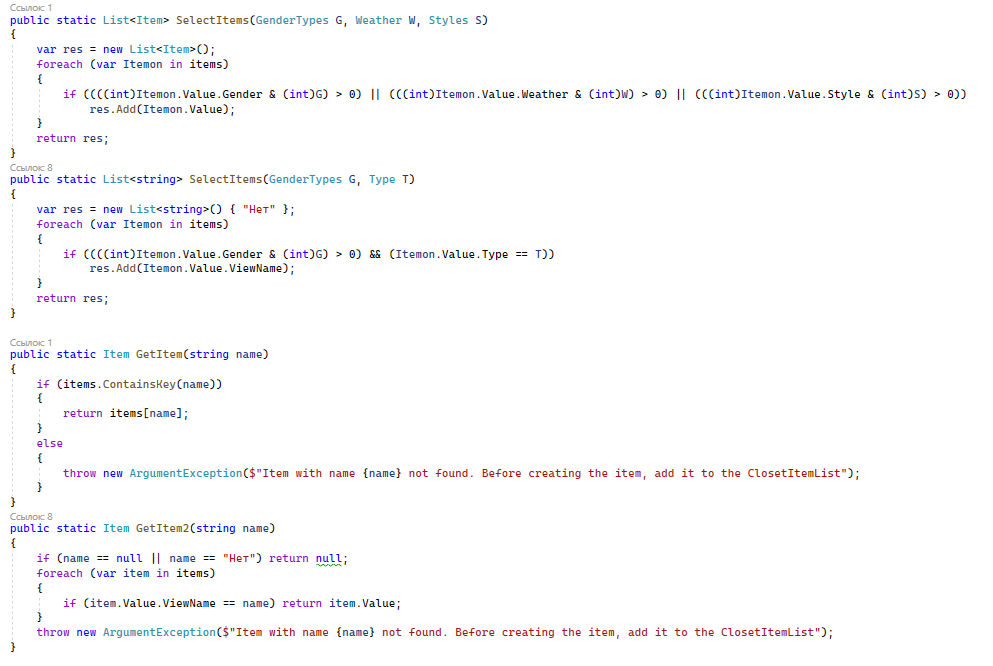 Ссылок: 1
public static List<Item> SelectItems(GenderTypes G, Weather W, Styles S)
{
    var res = new List<Item>();
    foreach (var Itemon in items)
    {
        if ((((int)Itemon.Value.Gender & (int)G) > 0) || (((int)Itemon.Value.Weather & (int)W) > 0) || (((int)Itemon.Value.Style & (int)S) > 0))
            res.Add(Itemon.Value);
    }
    return res;
}
Ссылок: 8
public static List<string> SelectItems(GenderTypes G, Type T)
{
    var res = new List<string>() { "Нет" };
    foreach (var Itemon in items)
    {
        if ((((int)Itemon.Value.Gender & (int)G) > 0) && (Itemon.Value.Type == T))
            res.Add(Itemon.Value.ViewName);
    }
    return res;
}
Ссылок: 1
public static Item GetItem(string name)
{
    if (items.ContainsKey(name))
    {
        return items[name];
    }
    else
    {
        throw new ArgumentException($"Item with name {name} not found. Before creating the item, add it to the ClosetItemList");
    }
}
Ссылок: 8
public static Item GetItem2(string name)
{
    if (name == null || name == "Нет") return null;
    foreach (var item in items)
    {
        if (item.Value.ViewName == name) return item.Value;
    }
    throw new ArgumentException($"Item with name {name} not found. Before creating the item, add it to the ClosetItemList");
}